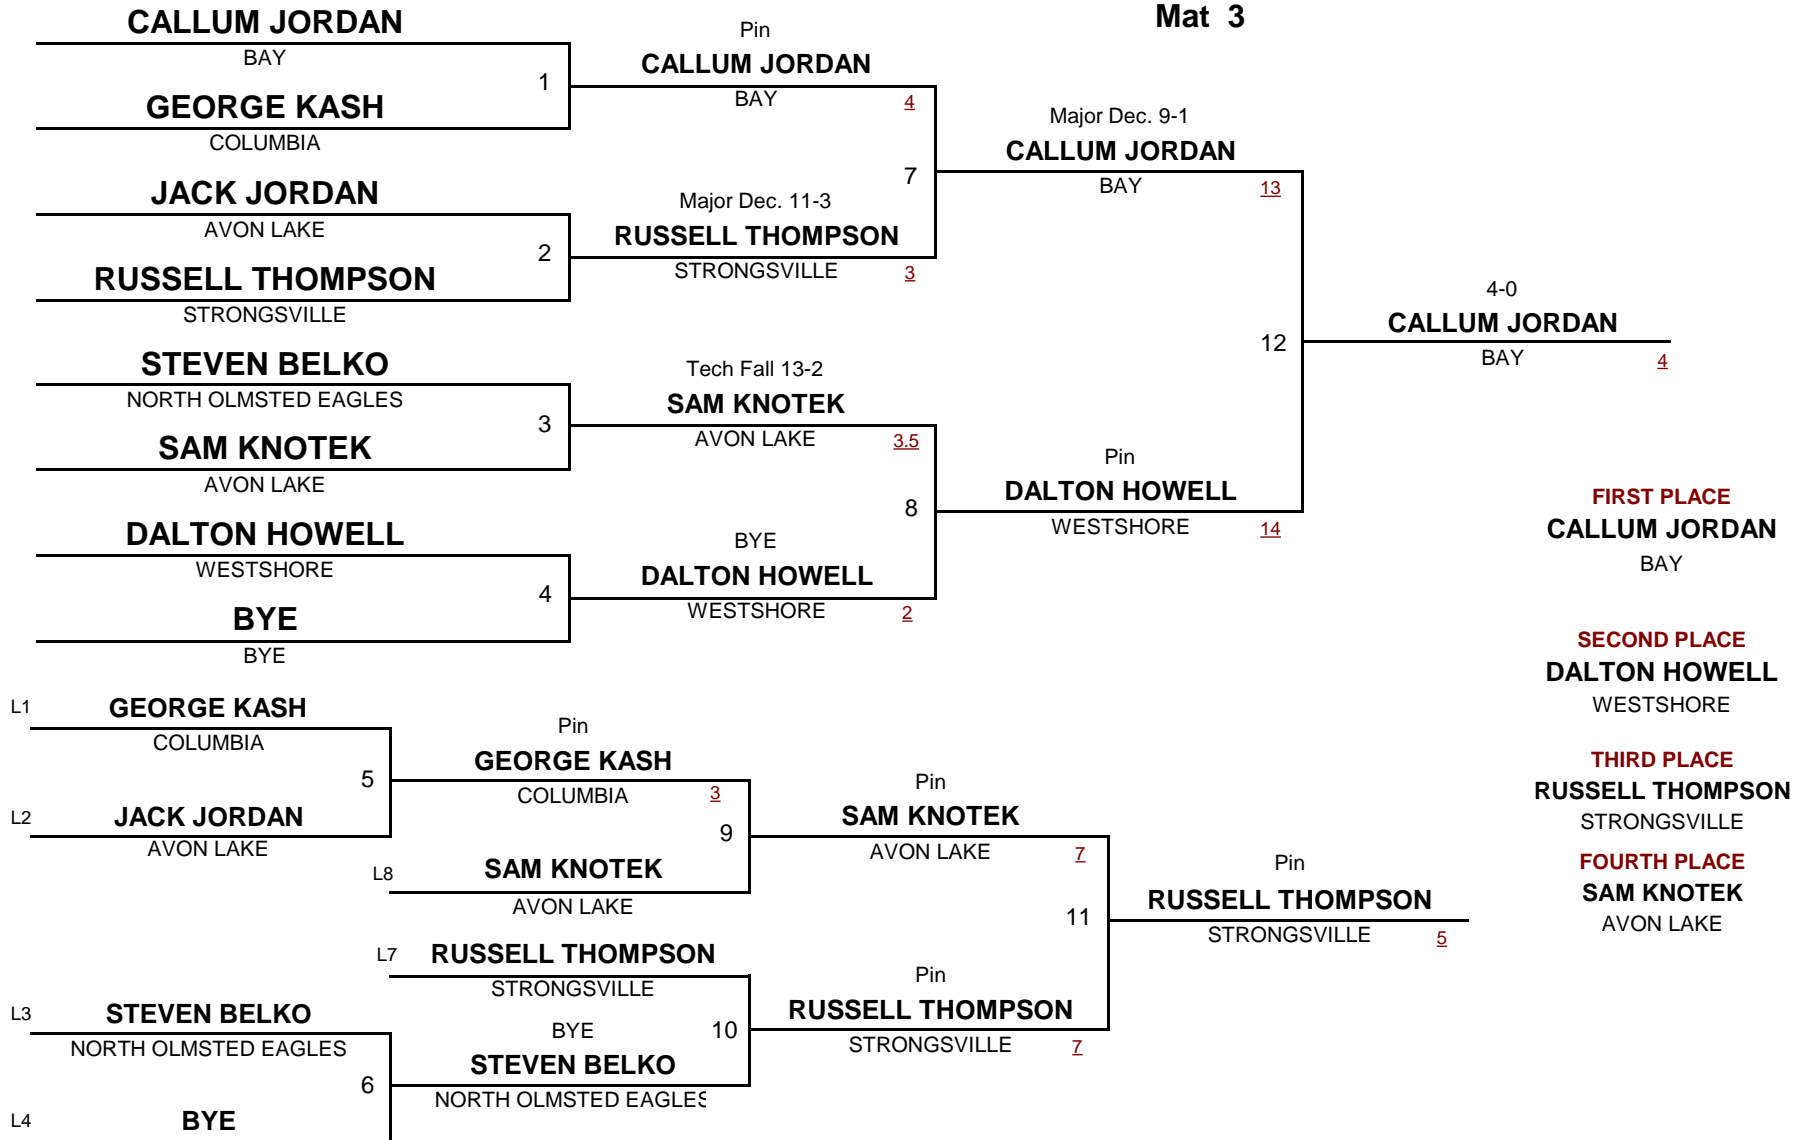 Mat 3
CALLUM JORDAN
BAY
1
GEORGE KASH
COLUMBIA
JACK JORDAN
AVON LAKE
2
RUSSELL THOMPSON
STRONGSVILLE
STEVEN BELKO
NORTH OLMSTED EAGLES
3
SAM KNOTEK
AVON LAKE
DALTON HOWELL
WESTSHORE
4
BYE
BYE
Pin
CALLUM JORDAN
BAY 4
7
Major Dec. 11-3
RUSSELL THOMPSON
STRONGSVILLE 3
Tech Fall 13-2
SAM KNOTEK
AVON LAKE 3.5
8
BYE
DALTON HOWELL
WESTSHORE 2
Major Dec. 9-1
CALLUM JORDAN
BAY 13
12
Pin
DALTON HOWELL
WESTSHORE 14
4-0
CALLUM JORDAN
BAY 4
FIRST PLACE
CALLUM JORDAN
BAY
SECOND PLACE
DALTON HOWELL
WESTSHORE
THIRD PLACE
RUSSELL THOMPSON
STRONGSVILLE
FOURTH PLACE
SAM KNOTEK
AVON LAKE
L1 GEORGE KASH
COLUMBIA
5
L2 JACK JORDAN
AVON LAKE
L3 STEVEN BELKO
NORTH OLMSTED EAGLES
6
L4 BYE
Pin
GEORGE KASH
COLUMBIA 3
9
L8 SAM KNOTEK
AVON LAKE
L7 RUSSELL THOMPSON
STRONGSVILLE
10
BYE
STEVEN BELKO
NORTH OLMSTED EAGLES
Pin
SAM KNOTEK
AVON LAKE 7
11
Pin
RUSSELL THOMPSON
STRONGSVILLE 7
Pin
RUSSELL THOMPSON
STRONGSVILLE 5